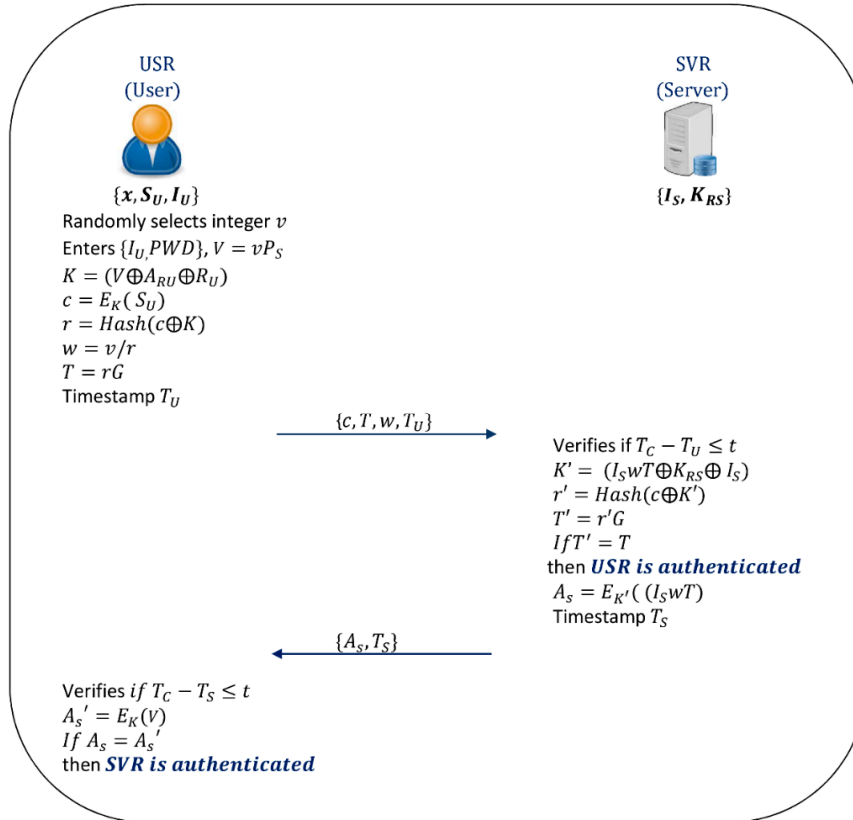 USR
(User)
SVR
(Server)
{x, S_U, I_U}
{I_S, K_RS}
Randomly selects integer v
Enters {I_U, PWD}, V = vP_S
K = (V⊕A_RU⊕R_U)
c = E_K( S_U)
r = Hash(c⊕K)
w = v/r
T = rG
Timestamp T_U
{c, T, w, T_U}
Verifies if T_C − T_U ≤ t
K' = (I_SwT⊕K_RS⊕ I_S)
r' = Hash(c⊕K')
T' = r'G
IfT' = T
then USR is authenticated
A_s = E_K'( (I_SwT)
Timestamp T_S
{A_s, T_S}
Verifies if T_C − T_S ≤ t
A_s' = E_K(V)
If A_s = A_s'
then SVR is authenticated